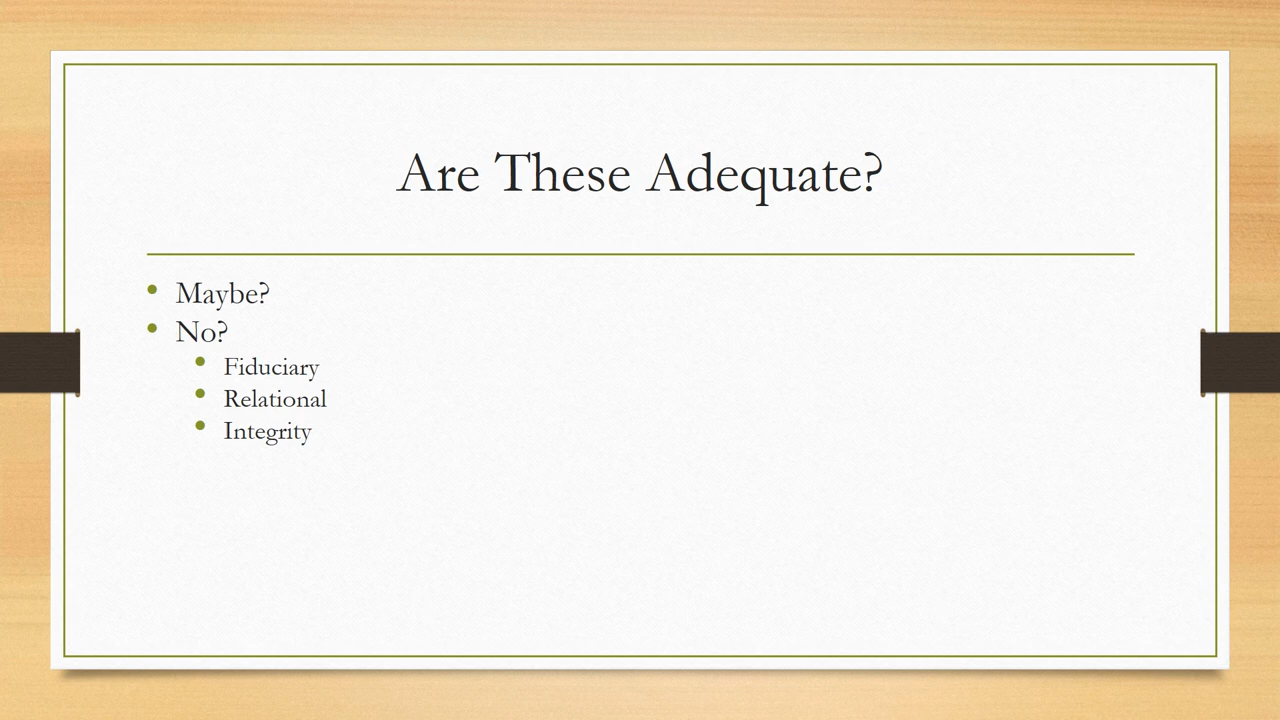 Are These Adequate?
Maybe?
No?
Fiduciary
Relational
Integrity